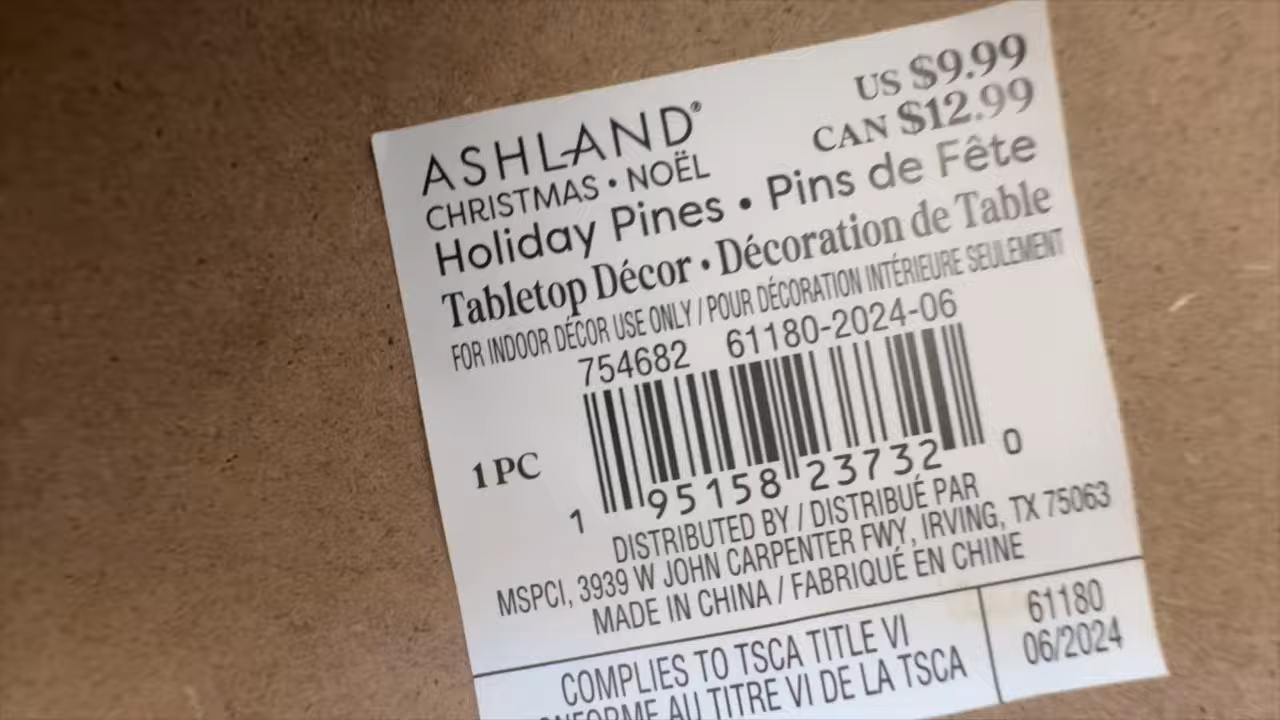 US $9.99
CAN $12.99
ASHLAND®
CHRISTMAS • NOËL
Holiday Pines • Pins de Fête
Tabletop Décor • Décoration de Table
FOR INDOOR DÉCOR USE ONLY / POUR DÉCORATION INTÉRIEURE SEULEMENT
754682 61180-2024-06
1 PC
1 95158 23732 0
DISTRIBUTED BY / DISTRIBUÉ PAR
MSPCI, 3939 W JOHN CARPENTER FWY, IRVING, TX 75063
MADE IN CHINA / FABRIQUÉ EN CHINE
COMPLIES TO TSCA TITLE VI
AU TITRE VI DE LA TSCA
61180
06/2024